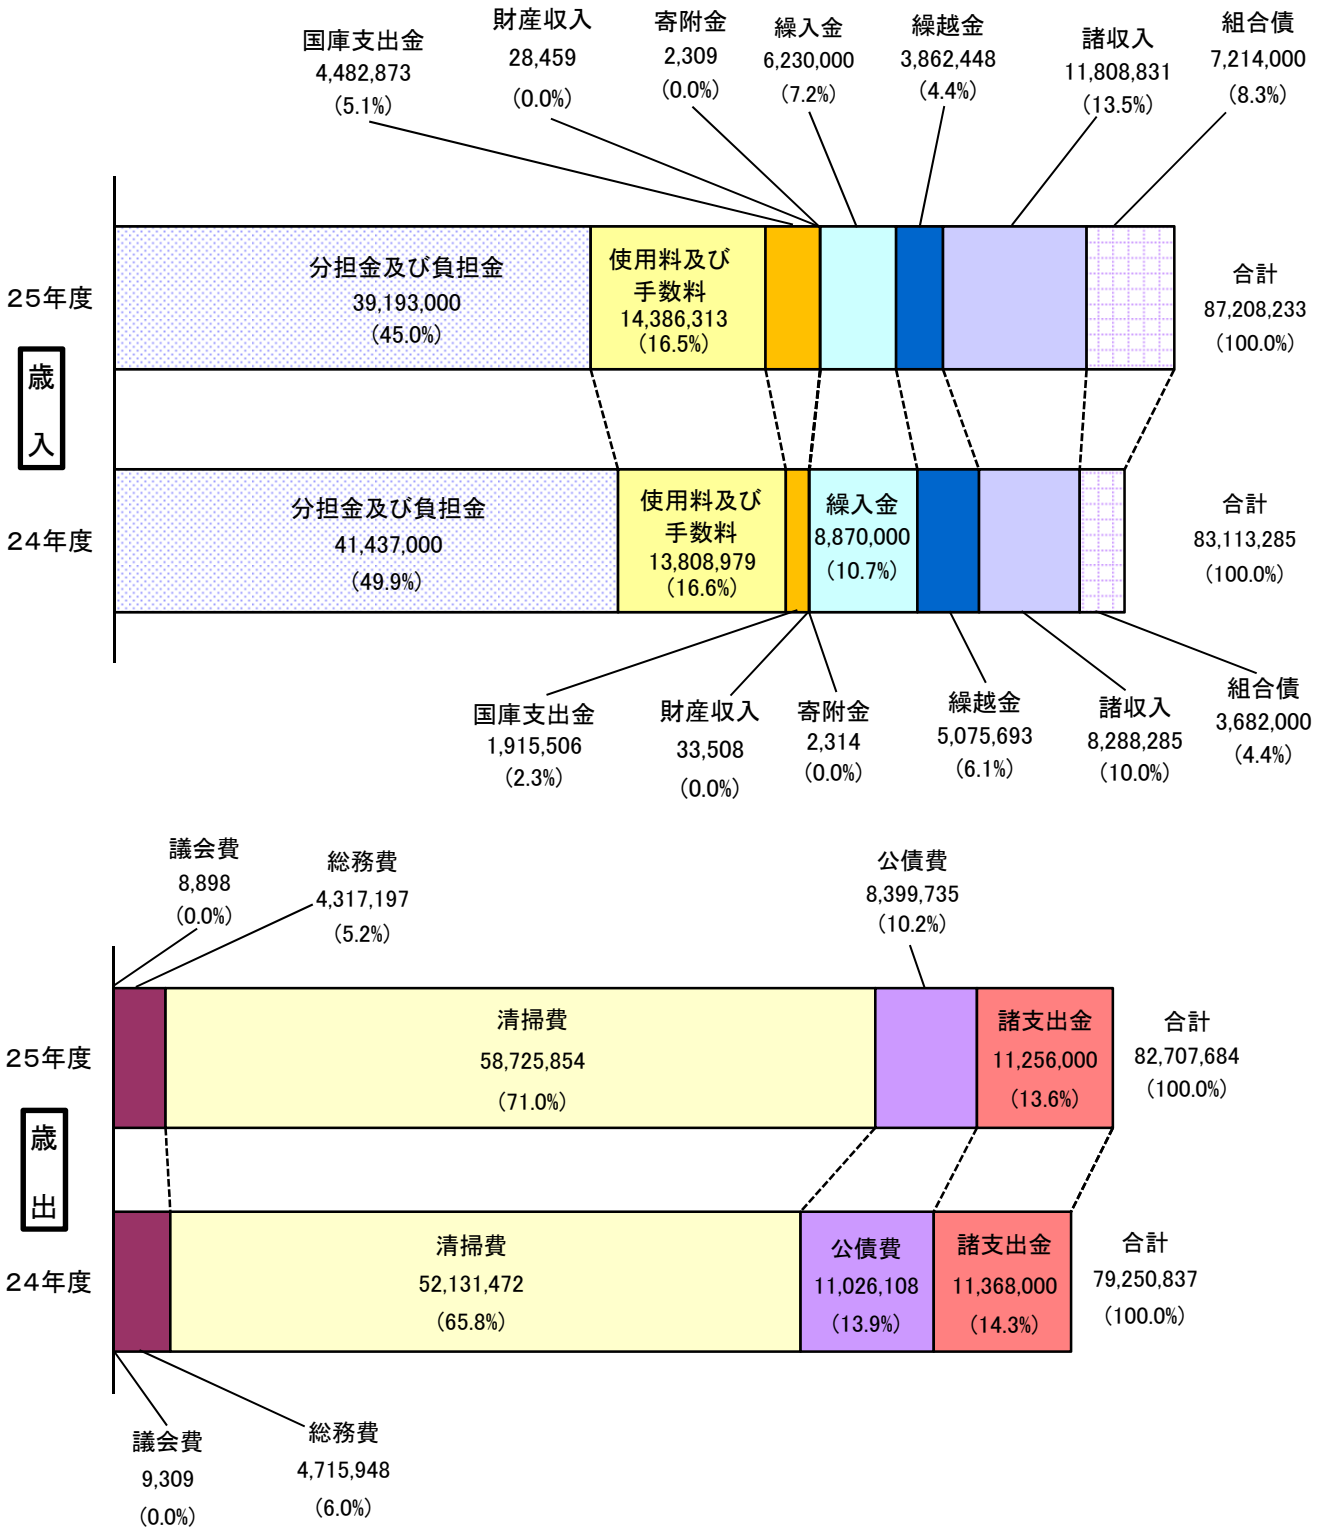 国庫支出金
4,482,873
(5.1%)
財産収入
28,459
(0.0%)
寄附金
2,309
(0.0%)
繰入金
6,230,000
(7.2%)
繰越金
3,862,448
(4.4%)
諸収入
11,808,831
(13.5%)
組合債
7,214,000
(8.3%)
25年度
分担金及び負担金
39,193,000
(45.0%)
使用料及び
手数料
14,386,313
(16.5%)
合計
87,208,233
(100.0%)
歳
入
24年度
分担金及び負担金
41,437,000
(49.9%)
使用料及び
手数料
13,808,979
(16.6%)
繰入金
8,870,000
(10.7%)
合計
83,113,285
(100.0%)
国庫支出金
1,915,506
(2.3%)
財産収入
33,508
(0.0%)
寄附金
2,314
(0.0%)
繰越金
5,075,693
(6.1%)
諸収入
8,288,285
(10.0%)
組合債
3,682,000
(4.4%)
議会費
8,898
(0.0%)
総務費
4,317,197
(5.2%)
公債費
8,399,735
(10.2%)
25年度
清掃費
58,725,854
(71.0%)
諸支出金
11,256,000
(13.6%)
合計
82,707,684
(100.0%)
歳
出
24年度
清掃費
52,131,472
(65.8%)
公債費
11,026,108
(13.9%)
諸支出金
11,368,000
(14.3%)
合計
79,250,837
(100.0%)
議会費
9,309
(0.0%)
総務費
4,715,948
(6.0%)